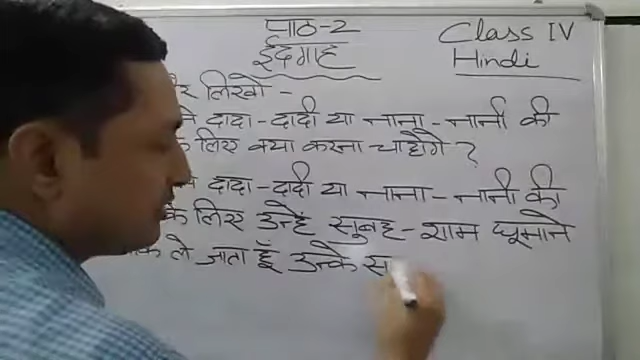 पाठ-2
Class IV
ईदगाह
Hindi
लिखो -
दादा-दादी या नाना-नानी की
लिए क्या करना चाहोगे?
दादा-दादी या नाना-नानी की
के लिए उन्हें सुबह-शाम घूमाने
ले जाता हूँ उनके स